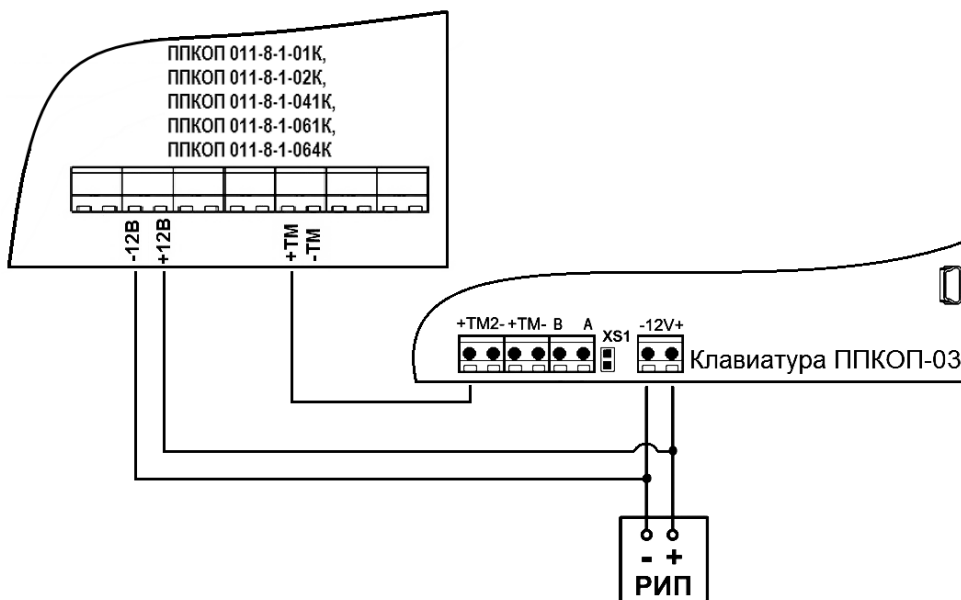 ППКОП 011-8-1-01К,
ППКОП 011-8-1-02К,
ППКОП 011-8-1-041К,
ППКОП 011-8-1-061К,
ППКОП 011-8-1-064К
-12В
+12В
+ТМ
-ТМ
+ТМ2- +ТМ- В А
XS1
-12V+
Клавиатура ППКОП-03
- +
РИП